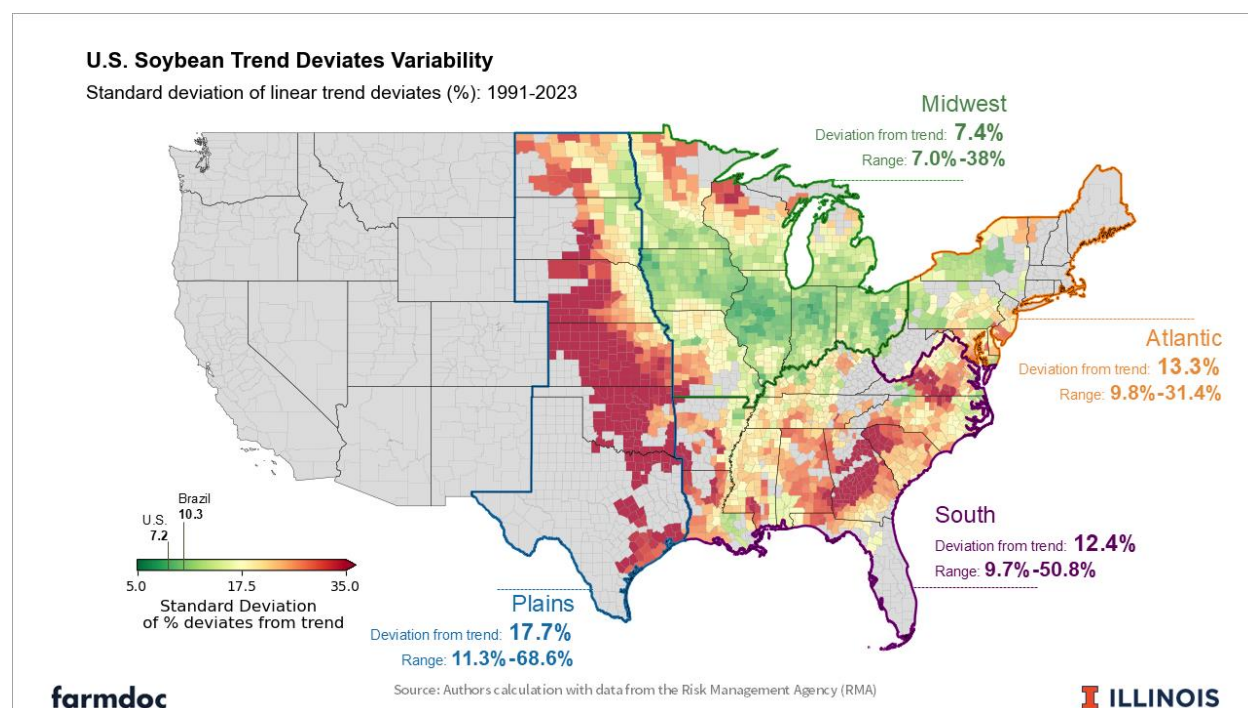 U.S. Soybean Trend Deviates Variability
Standard deviation of linear trend deviates (%): 1991-2023
Midwest
Deviation from trend: 7.4%
Range: 7.0%-38%
Atlantic
Deviation from trend: 13.3%
Range: 9.8%-31.4%
South
Deviation from trend: 12.4%
Range: 9.7%-50.8%
Plains
Deviation from trend: 17.7%
Range: 11.3%-68.6%
Brazil
10.3
U.S.
7.2
5.0 17.5 35.0
Standard Deviation
of % deviates from trend
Source: Authors calculation with data from the Risk Management Agency (RMA)
farmdoc
ILLINOIS